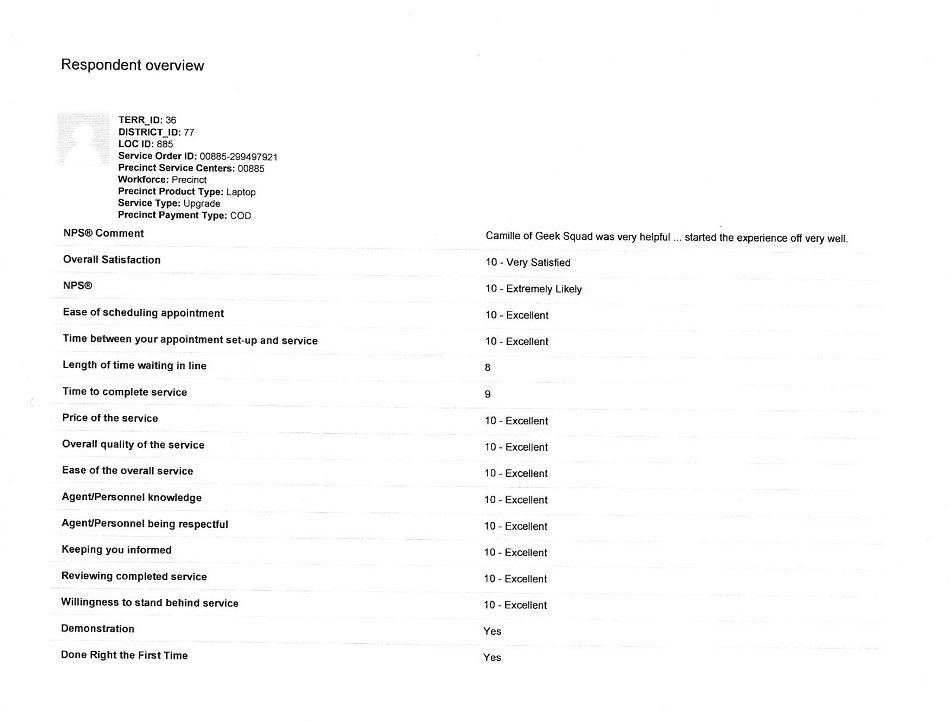 Respondent overview
TERR_ID: 36
DISTRICT_ID: 77
LOC ID: 885
Service Order ID: 00885-299497921
Precinct Service Centers: 00885
Workforce: Precinct
Precinct Product Type: Laptop
Service Type: Upgrade
Precinct Payment Type: COD
NPS® Comment Camille of Geek Squad was very helpful ... started the experience off very well.
Overall Satisfaction 10 - Very Satisfied
NPS® 10 - Extremely Likely
Ease of scheduling appointment 10 - Excellent
Time between your appointment set-up and service 10 - Excellent
Length of time waiting in line 8
Time to complete service 9
Price of the service 10 - Excellent
Overall quality of the service 10 - Excellent
Ease of the overall service 10 - Excellent
Agent/Personnel knowledge 10 - Excellent
Agent/Personnel being respectful 10 - Excellent
Keeping you informed 10 - Excellent
Reviewing completed service 10 - Excellent
Willingness to stand behind service 10 - Excellent
Demonstration Yes
Done Right the First Time Yes